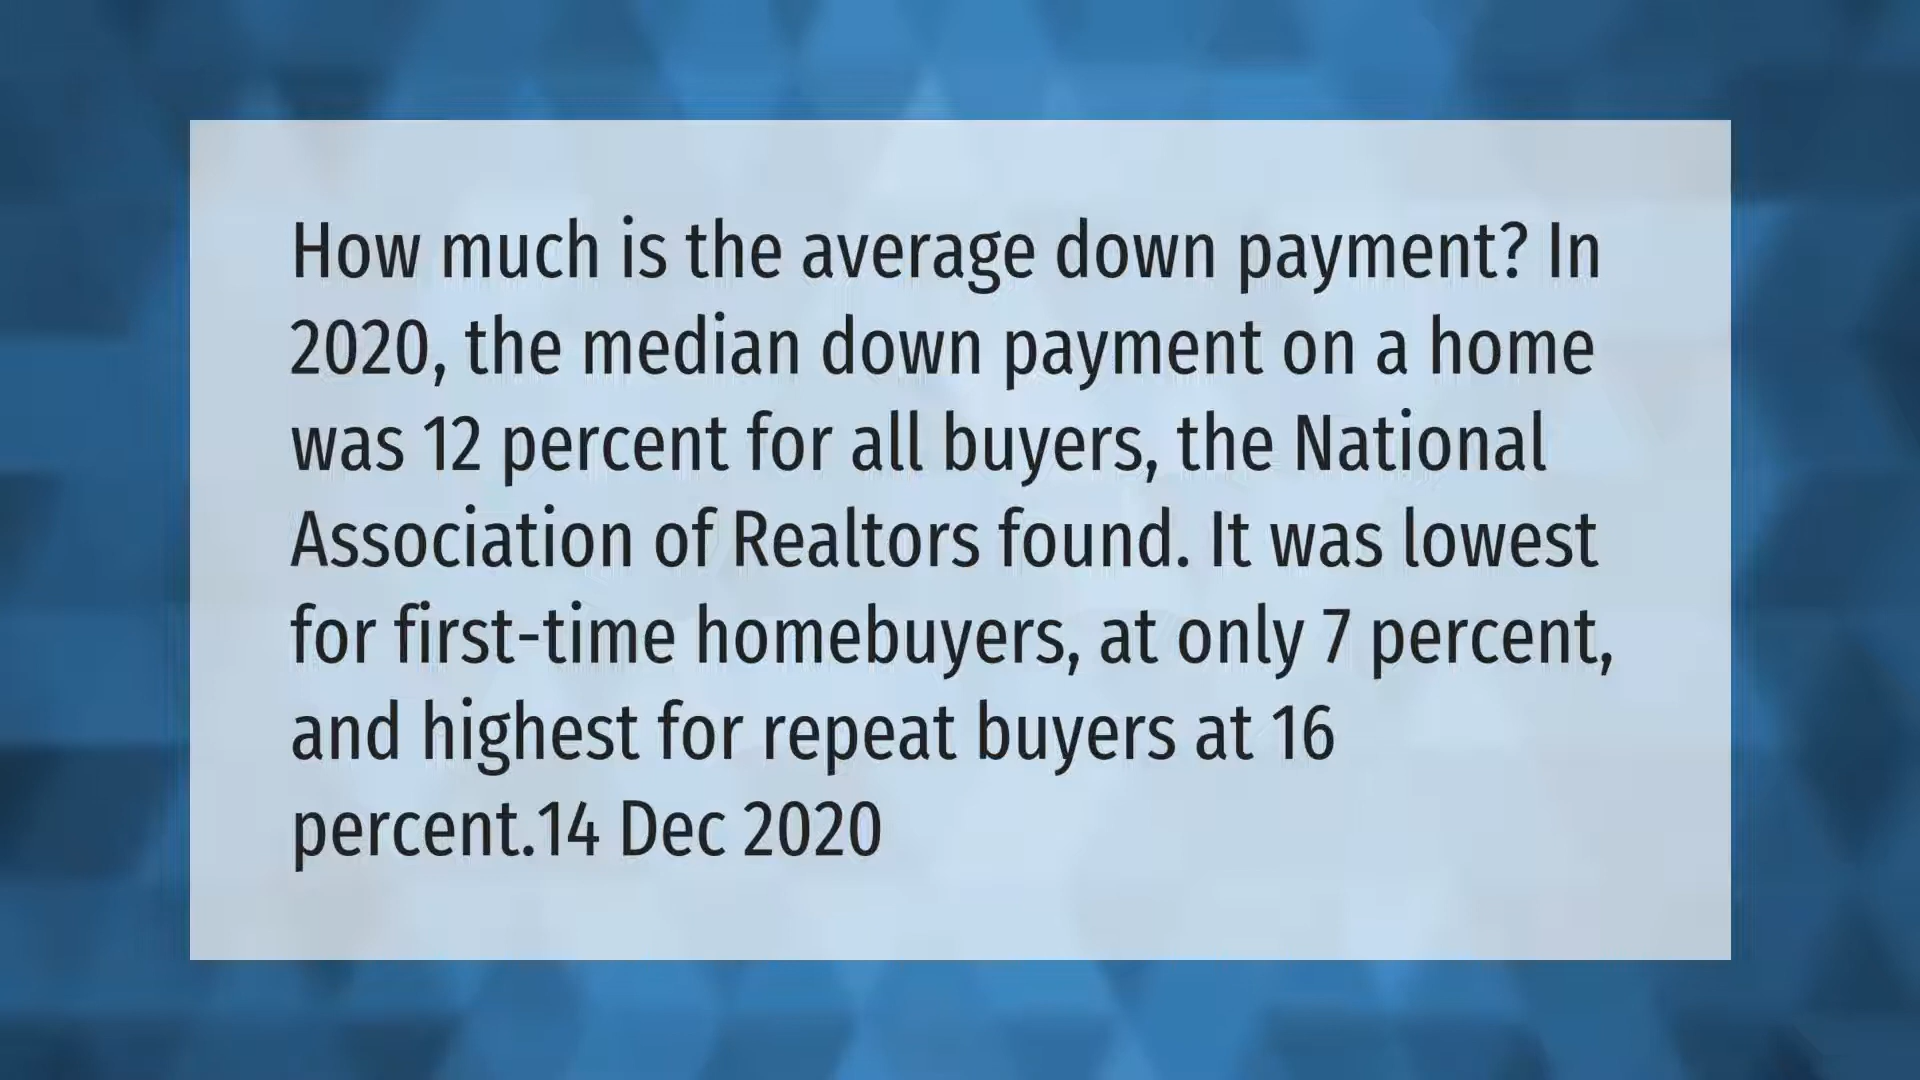 How much is the average down payment? In
2020, the median down payment on a home
was 12 percent for all buyers, the National
Association of Realtors found. It was lowest
for first-time homebuyers, at only 7 percent,
and highest for repeat buyers at 16
percent.14 Dec 2020